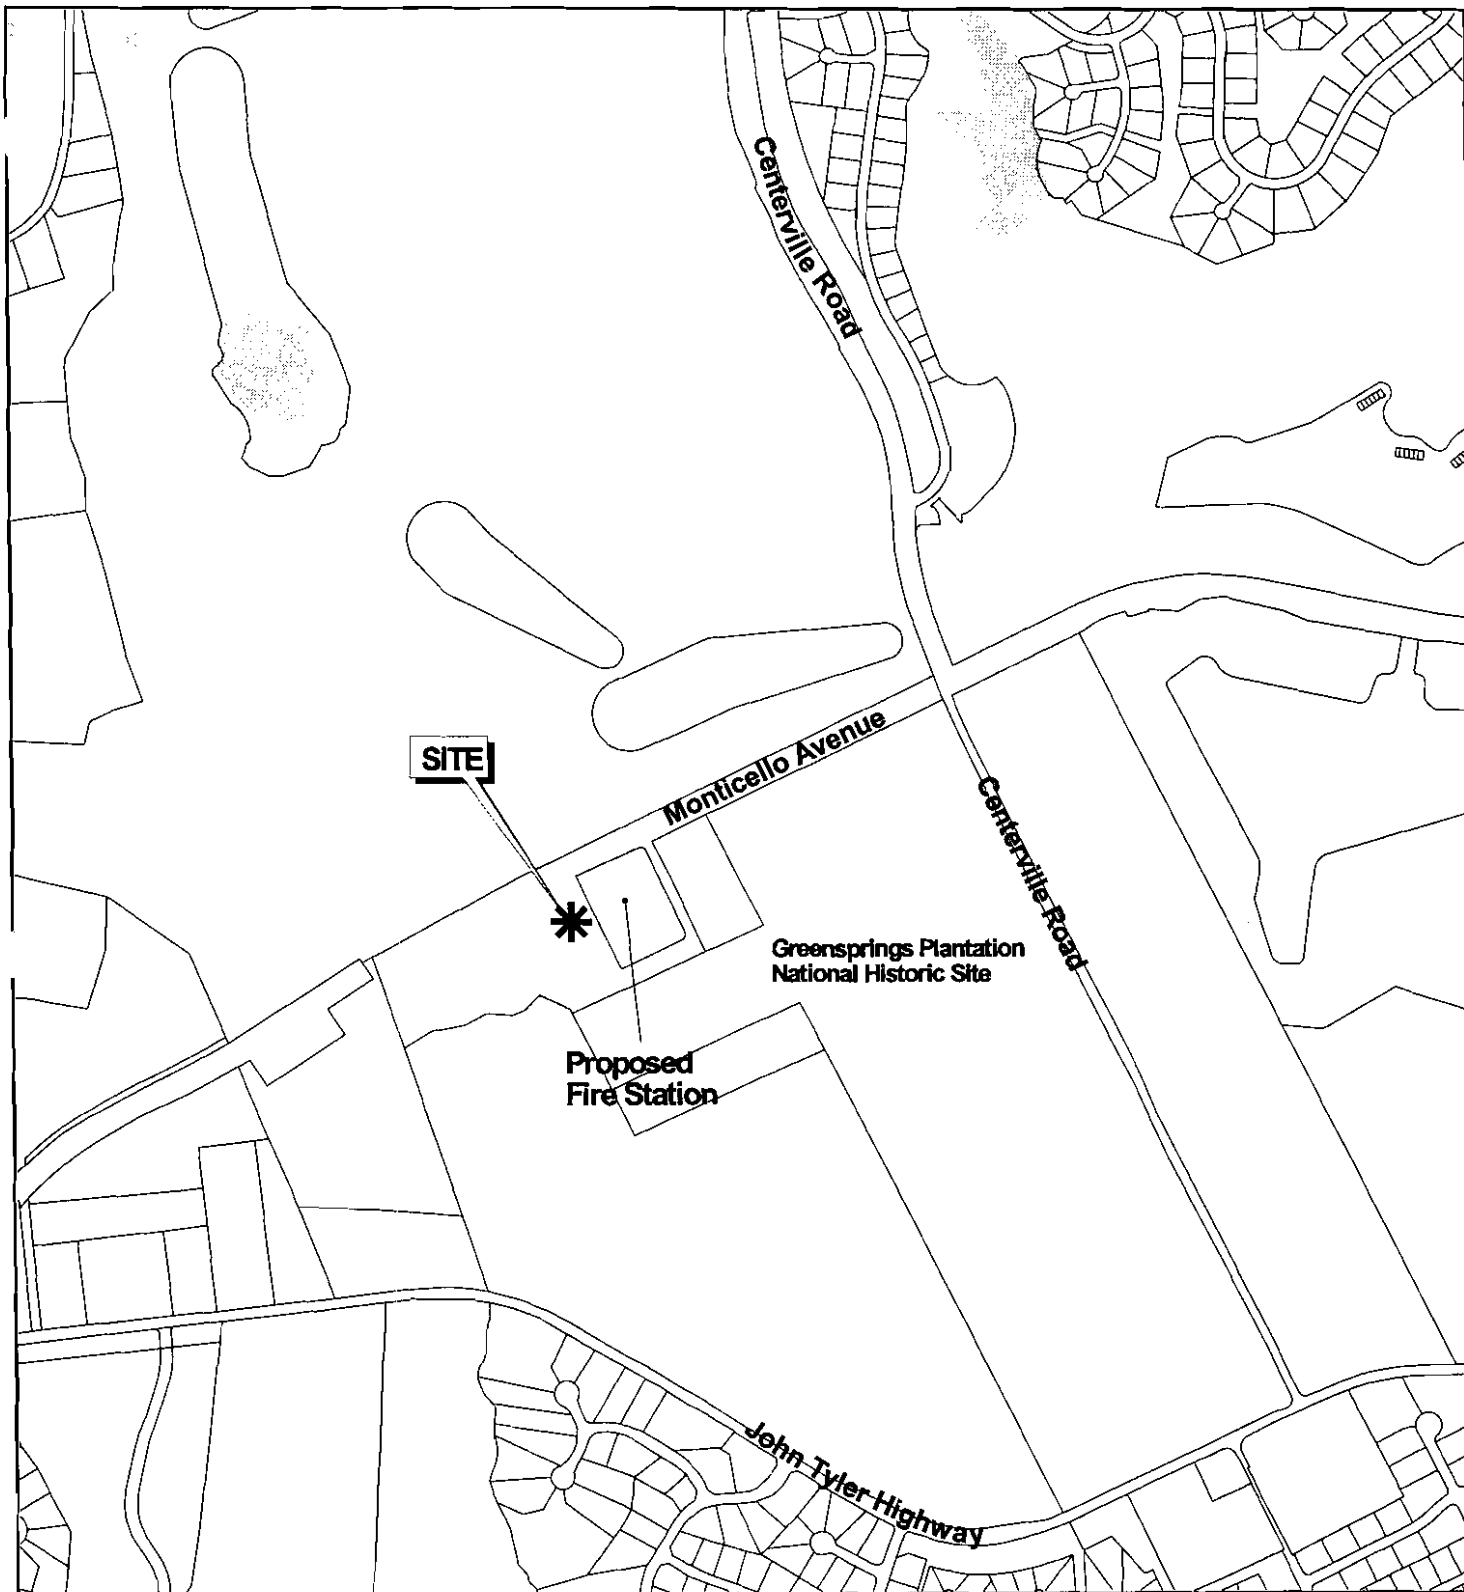 Centerville Road
SITE
Monticello Avenue
Centerville Road
Greensprings Plantation
National Historic Site
Proposed
Fire Station
John Tyler Highway